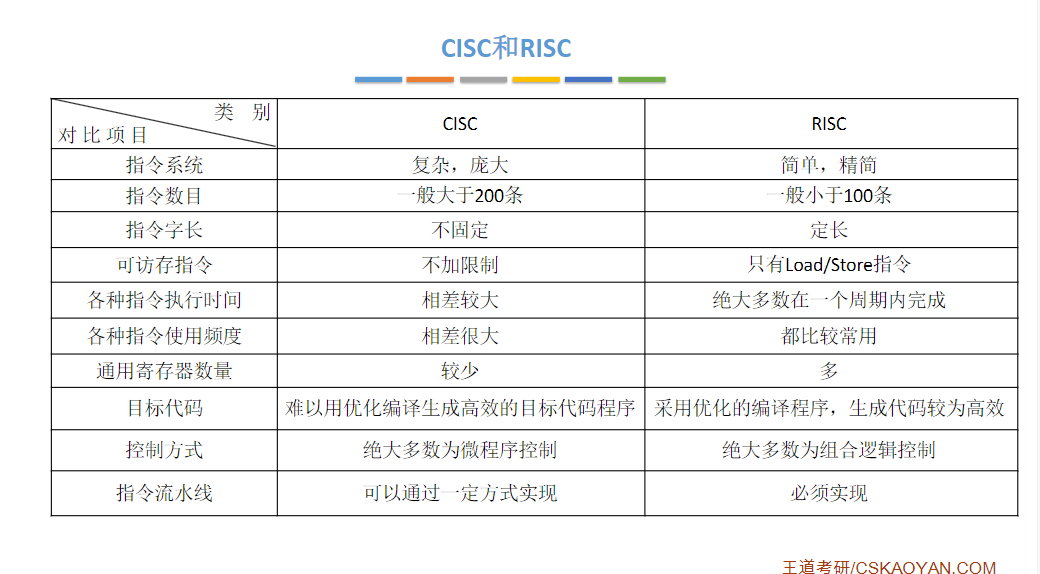 CISC和RISC
类 别
对比项目
CISC
RISC
指令系统 复杂，庞大 简单，精简
指令数目 一般大于200条 一般小于100条
指令字长 不固定 定长
可访存指令 不加限制 只有Load/Store指令
各种指令执行时间 相差较大 绝大多数在一个周期内完成
各种指令使用频度 相差很大 都比较常用
通用寄存器数量 较少 多
目标代码 难以用优化编译生成高效的目标代码程序 采用优化的编译程序，生成代码较为高效
控制方式 绝大多数为微程序控制 绝大多数为组合逻辑控制
指令流水线 可以通过一定方式实现 必须实现
王道考研/CSKAOYAN.COM